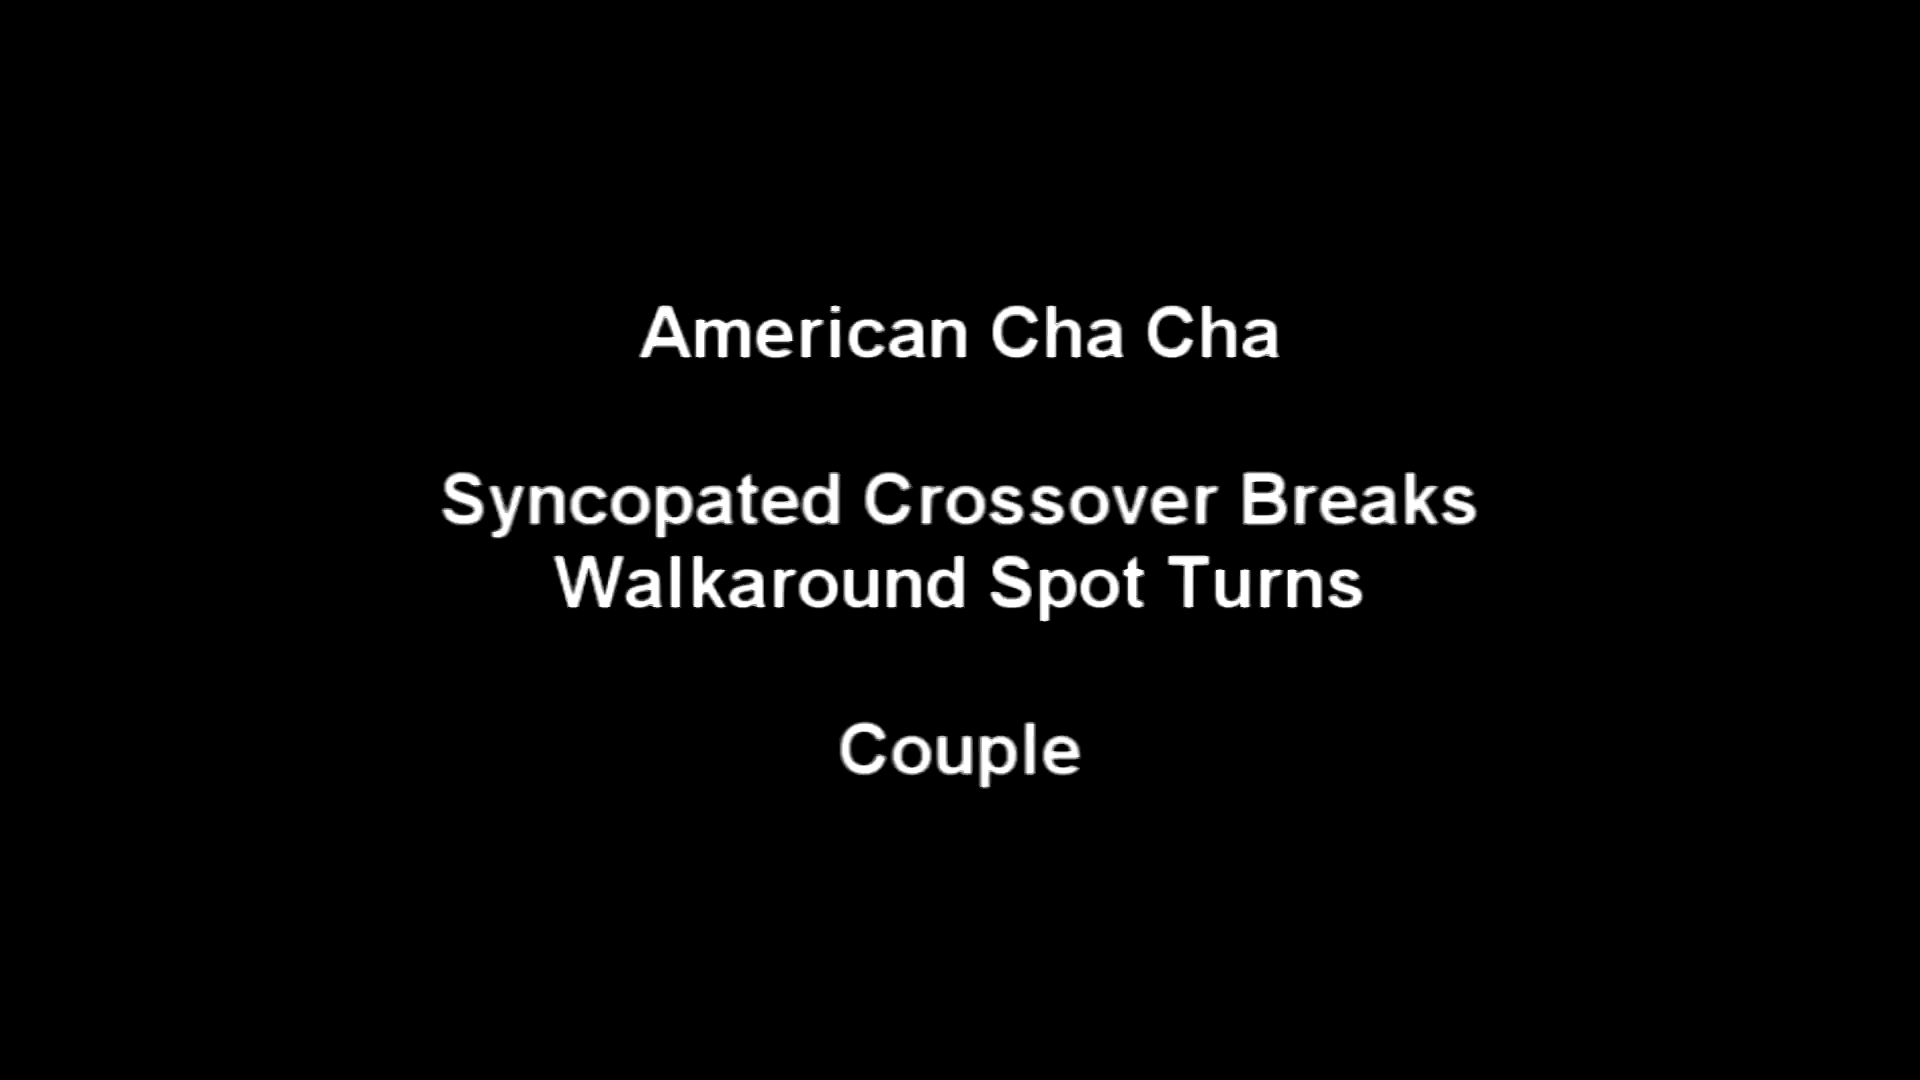 American Cha Cha
Syncopated Crossover Breaks
Walkaround Spot Turns
Couple